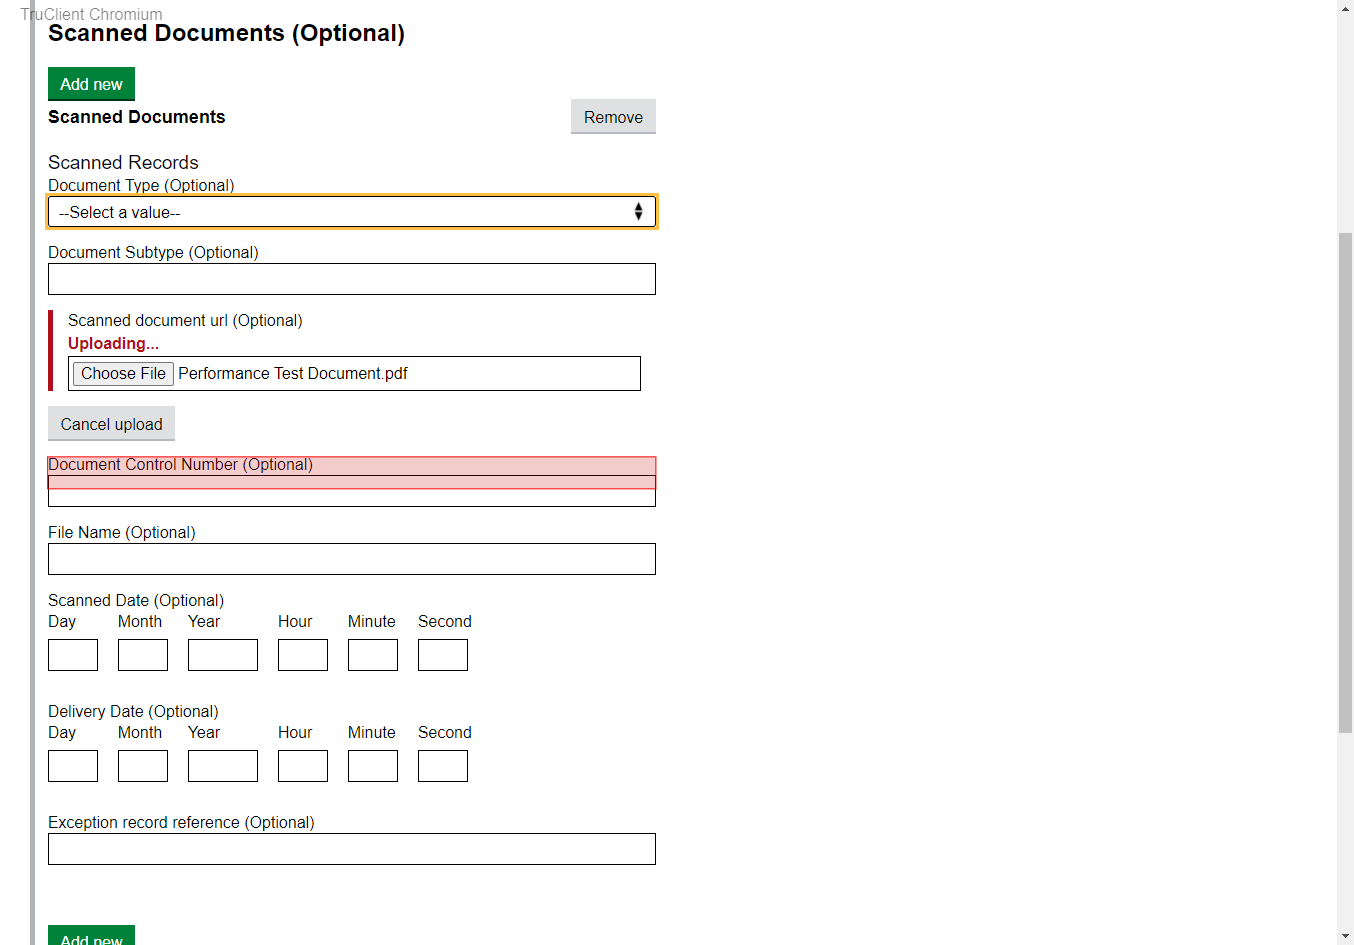 TruClient Chromium
Scanned Documents (Optional)
Add new
Scanned Documents
Remove
Scanned Records
Document Type (Optional)
--Select a value--
Document Subtype (Optional)
Scanned document url (Optional)
Uploading...
Choose File Performance Test Document.pdf
Cancel upload
Document Control Number (Optional)
File Name (Optional)
Scanned Date (Optional)
Day Month Year Hour Minute Second
Delivery Date (Optional)
Day Month Year Hour Minute Second
Exception record reference (Optional)
Add new